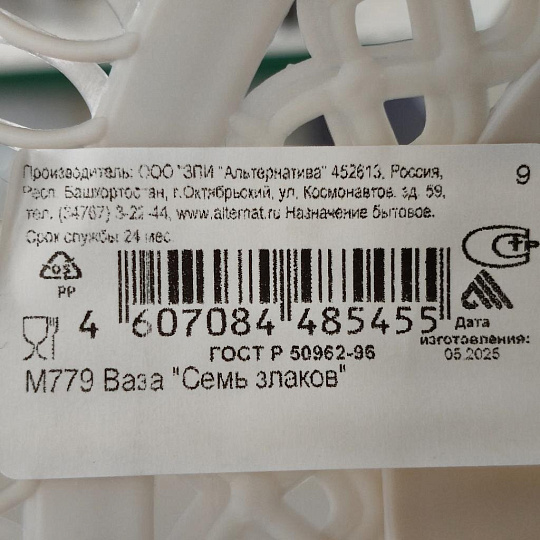 Производитель: ООО "ЗПИ "Альтернатива" 452613, Россия,
Респ. Башкортостан, г.Октябрьский, ул. Космонавтов, зд. 59,
тел. (34767) 3-22-44, www.alternat.ru Назначение бытовое.
Срок службы 24 мес.
9
PP
4 607084 485455
Дата
изготовления:
05.2025
ГОСТ Р 50962-96
М779 Ваза "Семь злаков"